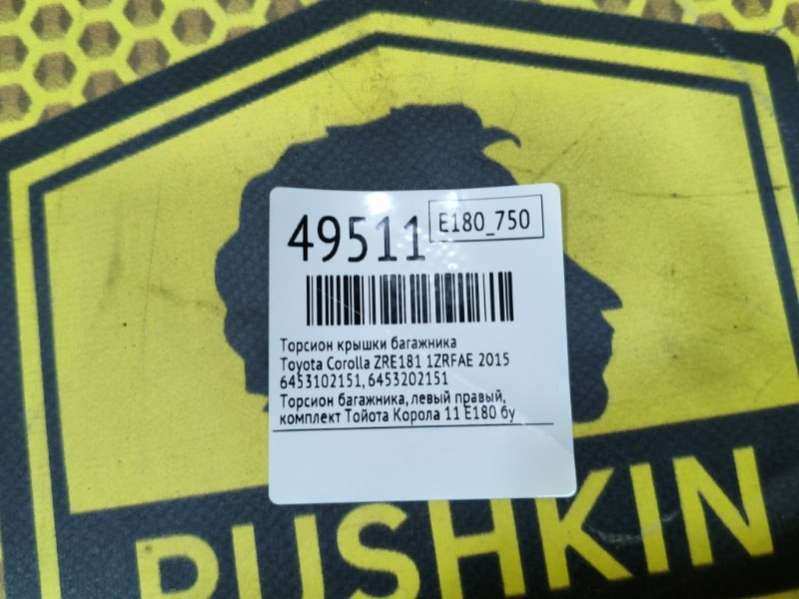 49511
E180_750
Торсион крышки багажника
Toyota Corolla ZRE181 1ZRFAE 2015
6453102151, 6453202151
Торсион багажника, левый правый,
комплект Тойота Корола 11 Е180 бу
PUSHKIN